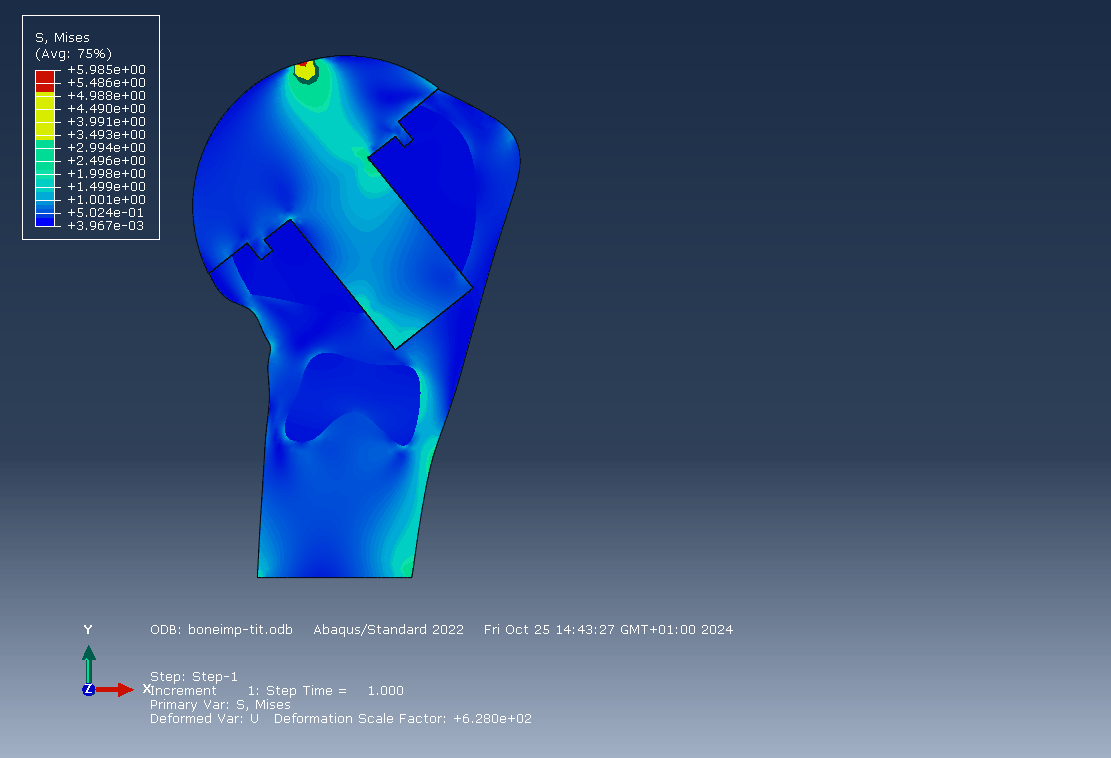 S, Mises
(Avg: 75%)
+5.985e+00
+5.486e+00
+4.988e+00
+4.490e+00
+3.991e+00
+3.493e+00
+2.994e+00
+2.496e+00
+1.998e+00
+1.499e+00
+1.001e+00
+5.024e-01
+3.967e-03
Y
Z
X
ODB: boneimp-tit.odb Abaqus/Standard 2022 Fri Oct 25 14:43:27 GMT+01:00 2024
Step: Step-1
Increment 1: Step Time = 1.000
Primary Var: S, Mises
Deformed Var: U Deformation Scale Factor: +6.280e+02